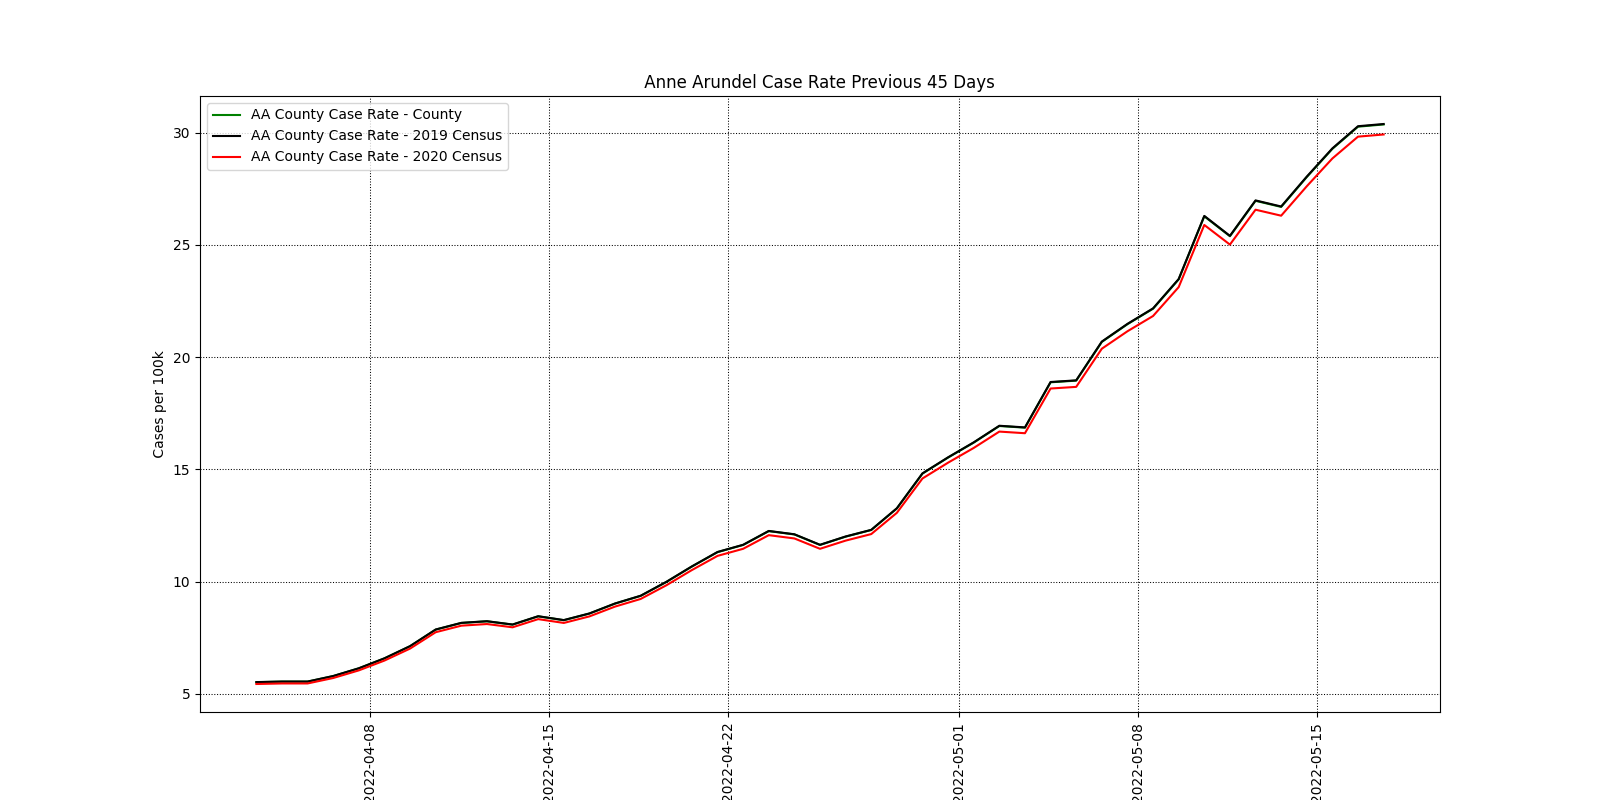 Anne Arundel Case Rate Previous 45 Days
AA County Case Rate - County
AA County Case Rate - 2019 Census
AA County Case Rate - 2020 Census
30
25
20
15
10
5
Cases per 100k
2022-04-08
2022-04-15
2022-04-22
2022-05-01
2022-05-08
2022-05-15